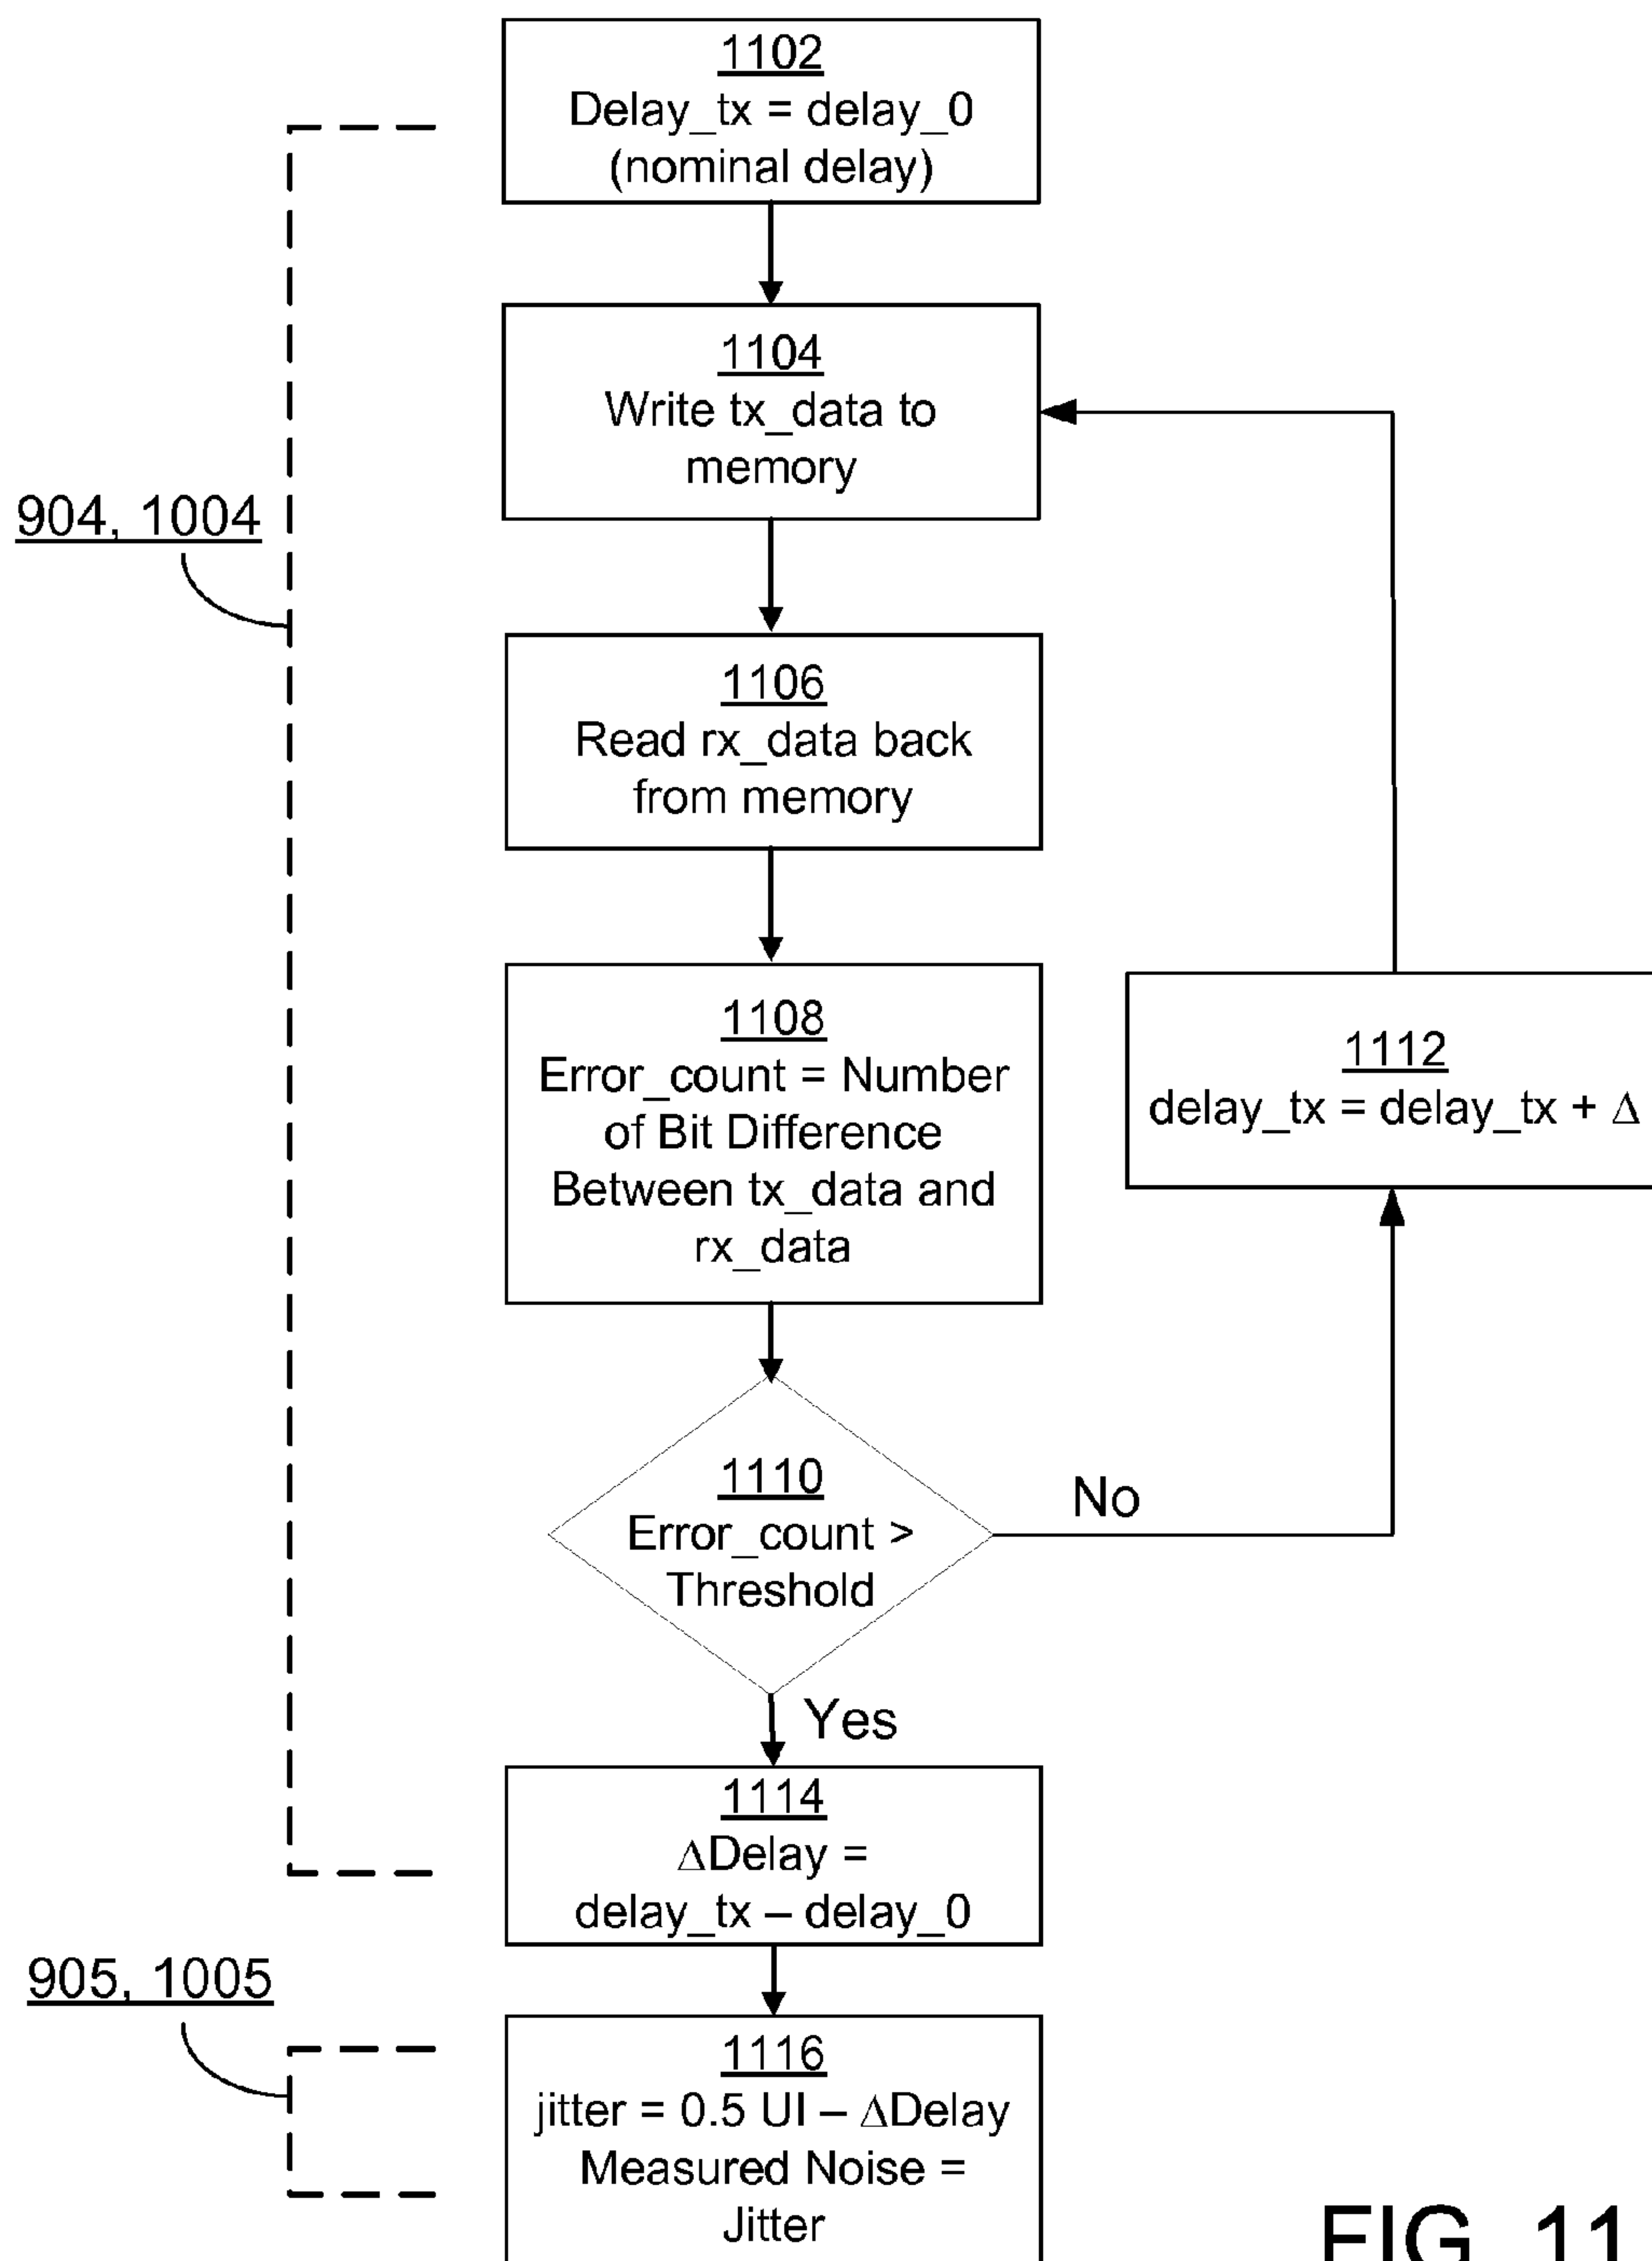 1102
Delay_tx = delay_0
(nominal delay)
1104
Write tx_data to
memory
904, 1004
1106
Read rx_data back
from memory
1108
Error_count = Number
of Bit Difference
Between tx_data and
rx_data
1112
delay_tx = delay_tx + Δ
1110
Error_count >
Threshold
No
Yes
1114
ΔDelay =
delay_tx – delay_0
905, 1005
1116
jitter = 0.5 UI – ΔDelay
Measured Noise =
Jitter
FIG. 11